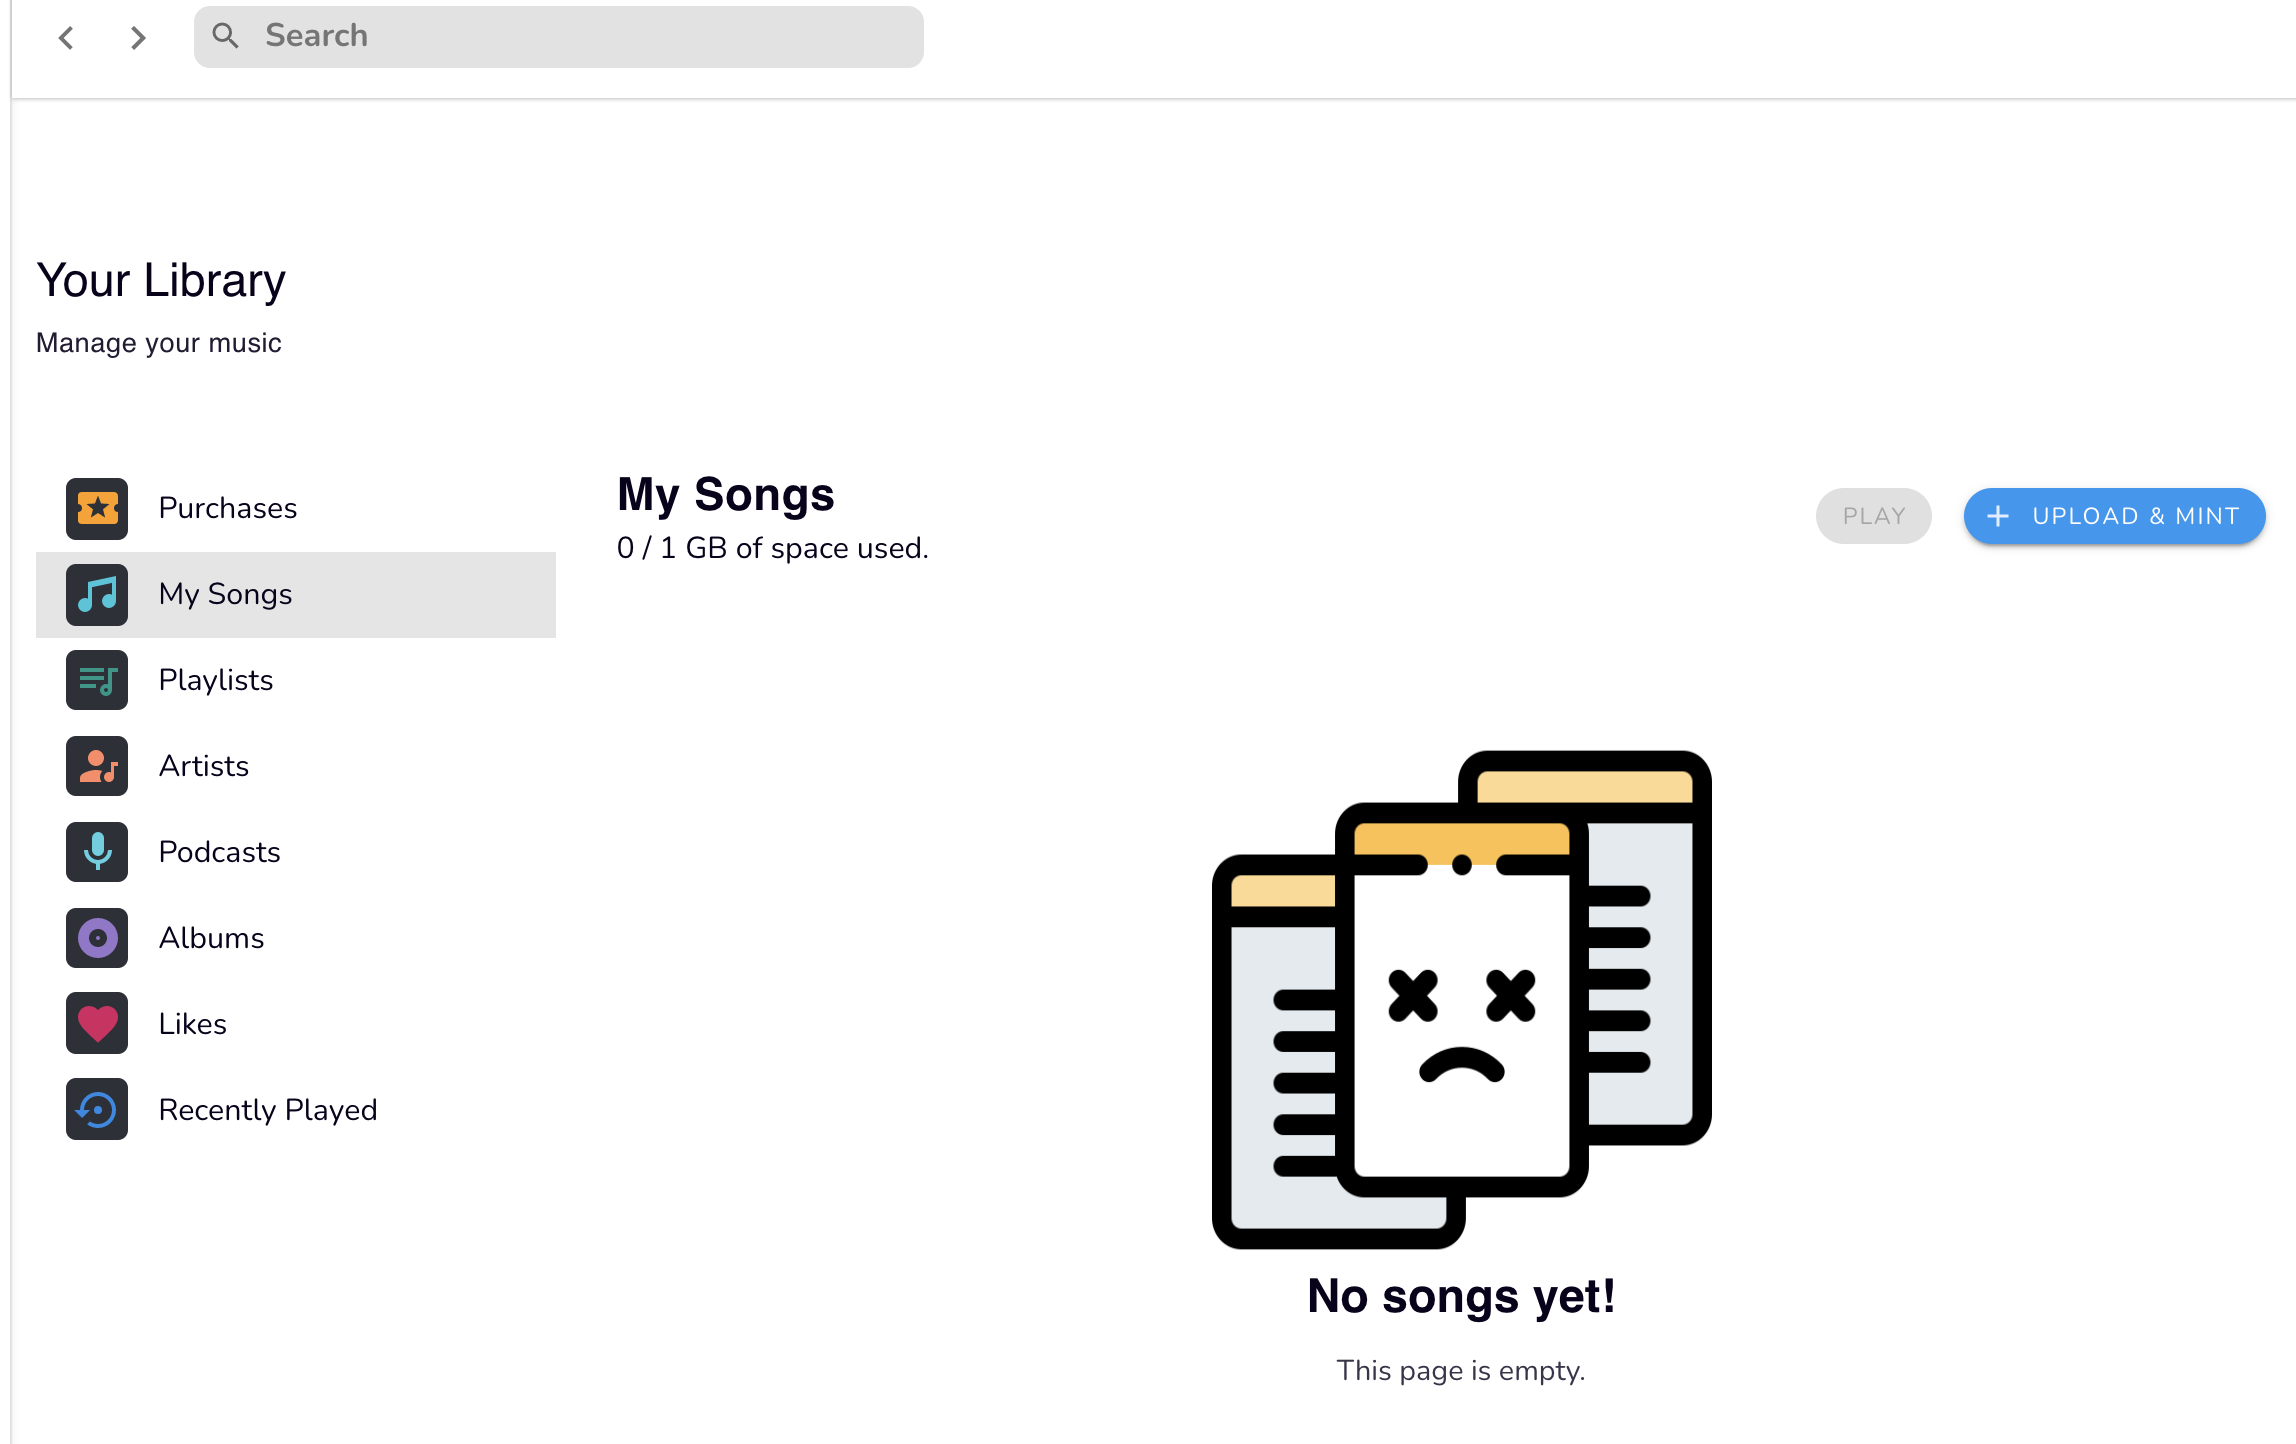 Search
Your Library
Manage your music
Purchases
My Songs
Playlists
Artists
Podcasts
Albums
Likes
Recently Played
My Songs
0 / 1 GB of space used.
PLAY
UPLOAD & MINT
No songs yet!
This page is empty.